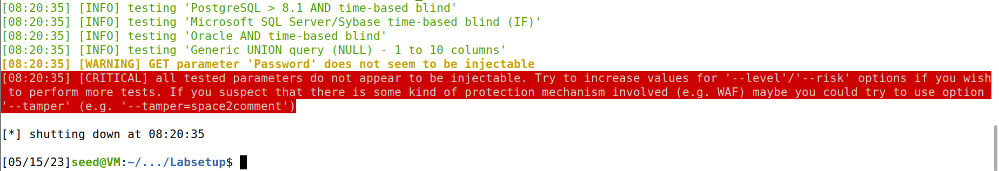 [08:20:35] [INFO] testing 'PostgreSQL > 8.1 AND time-based blind'
[08:20:35] [INFO] testing 'Microsoft SQL Server/Sybase time-based blind (IF)'
[08:20:35] [INFO] testing 'Oracle AND time-based blind'
[08:20:35] [INFO] testing 'Generic UNION query (NULL) - 1 to 10 columns'
[08:20:35] [WARNING] GET parameter 'Password' does not seem to be injectable
[08:20:35] [CRITICAL] all tested parameters do not appear to be injectable. Try to increase values for '--level'/'--risk' options if you wish
 to perform more tests. If you suspect that there is some kind of protection mechanism involved (e.g. WAF) maybe you could try to use option
'--tamper' (e.g. '--tamper=space2comment')
[*] shutting down at 08:20:35
[05/15/23]seed@VM:~/.../Labsetup$